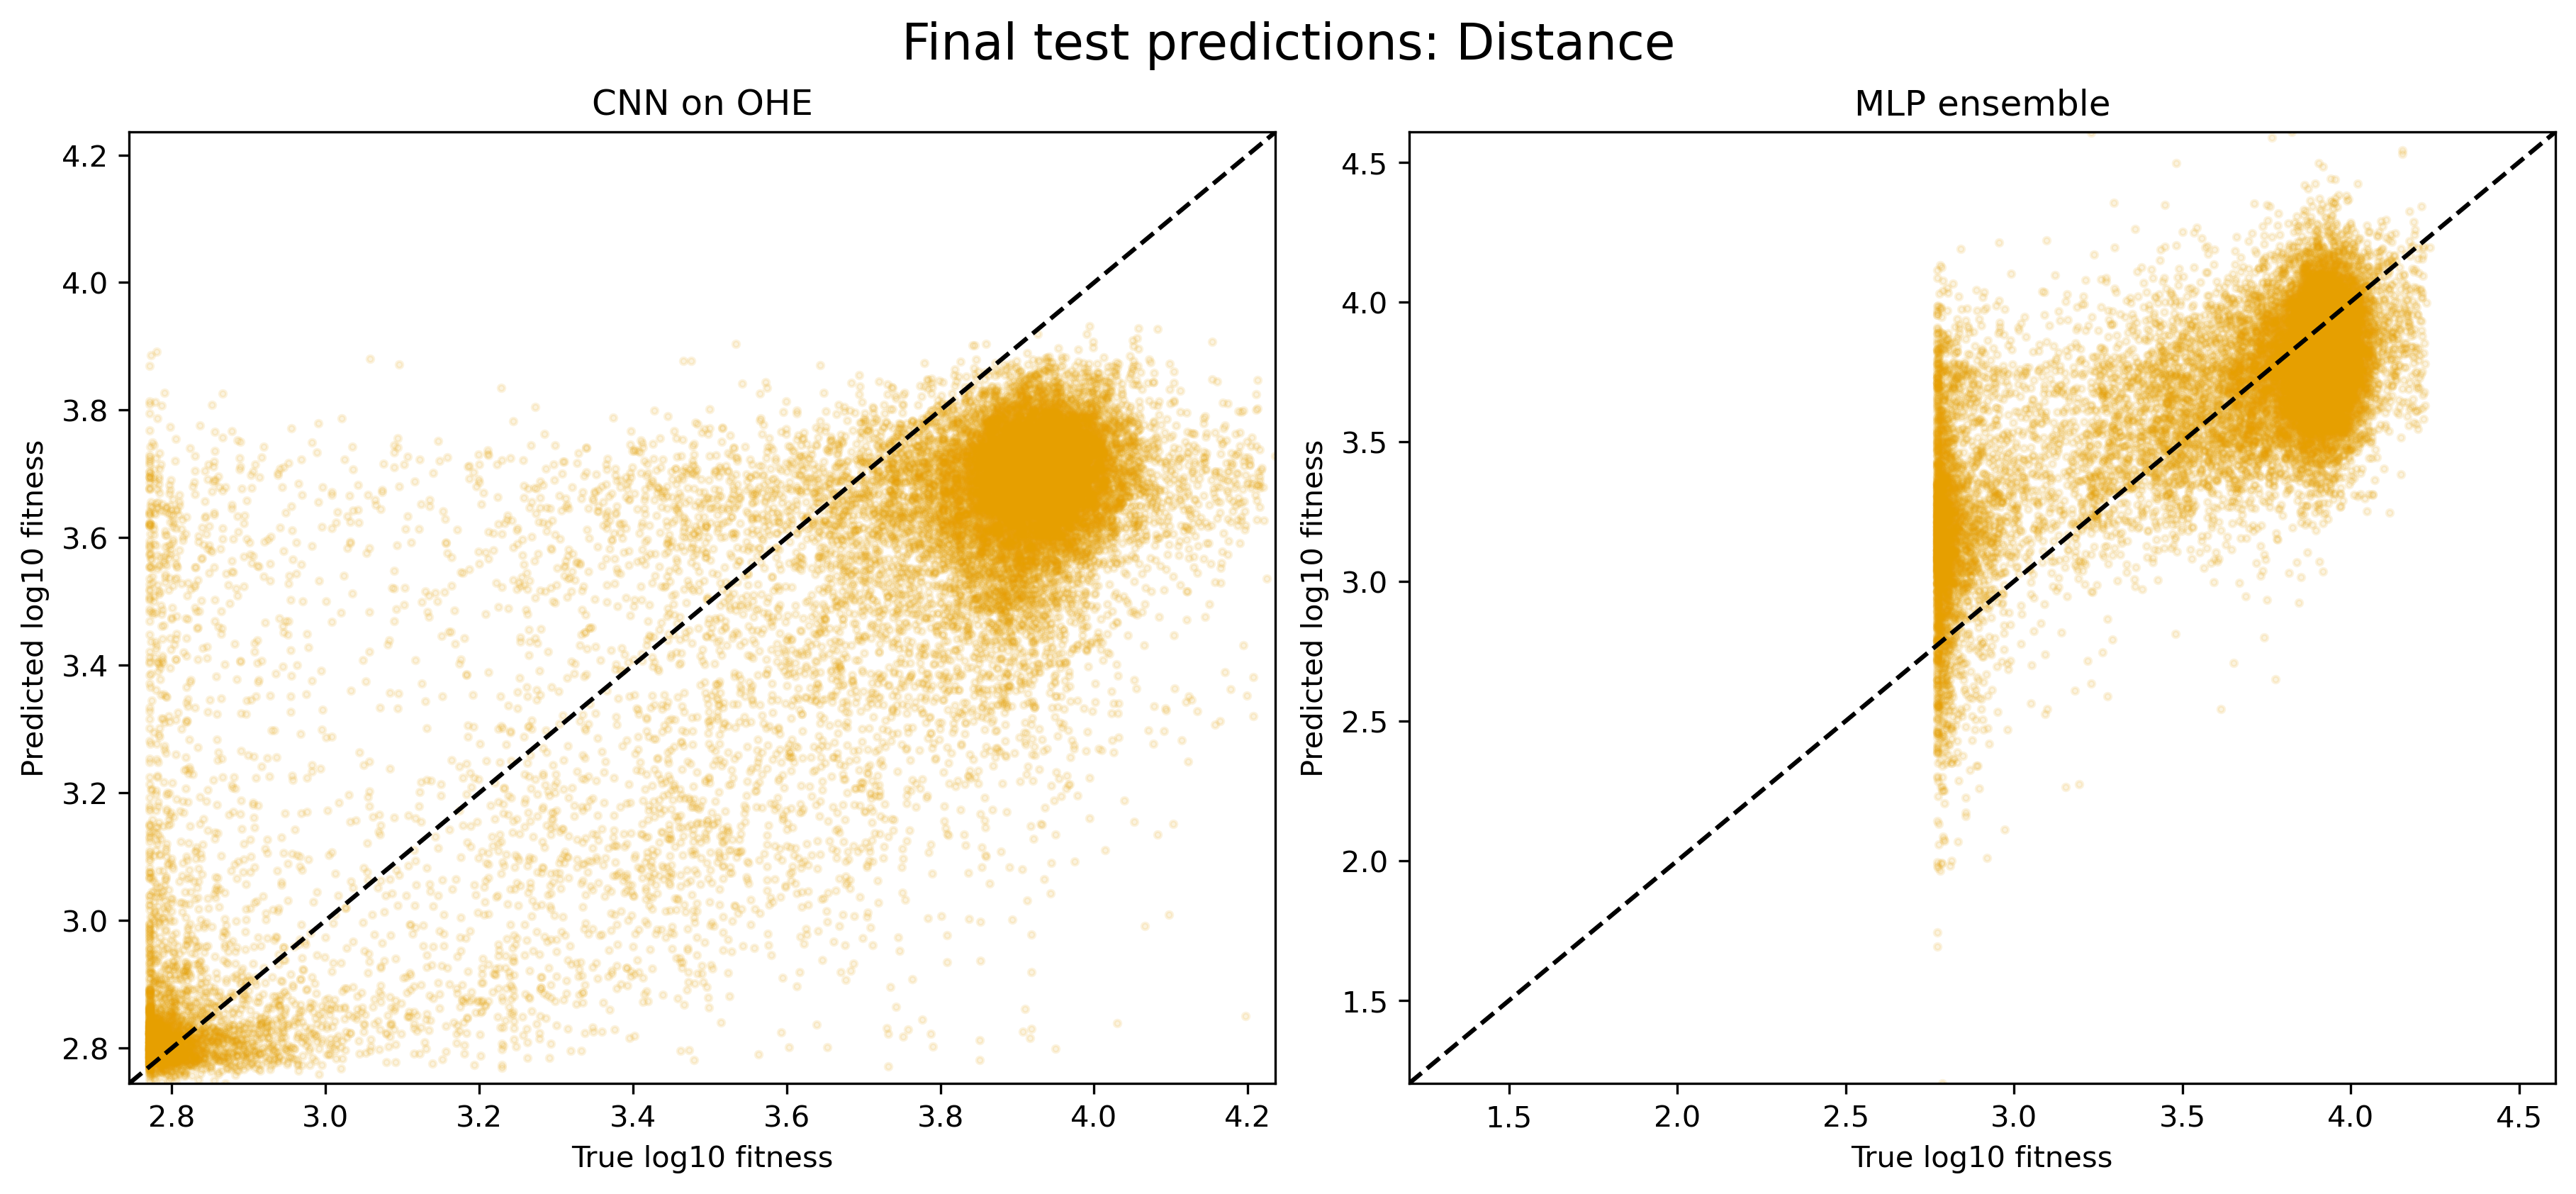 Final test predictions: Distance
CNN on OHE
4.2
4.0
3.8
3.6
3.4
3.2
3.0
2.8
Predicted log10 fitness
2.8 3.0 3.2 3.4 3.6 3.8 4.0 4.2
True log10 fitness
MLP ensemble
4.5
4.0
3.5
3.0
2.5
2.0
1.5
Predicted log10 fitness
1.5 2.0 2.5 3.0 3.5 4.0 4.5
True log10 fitness